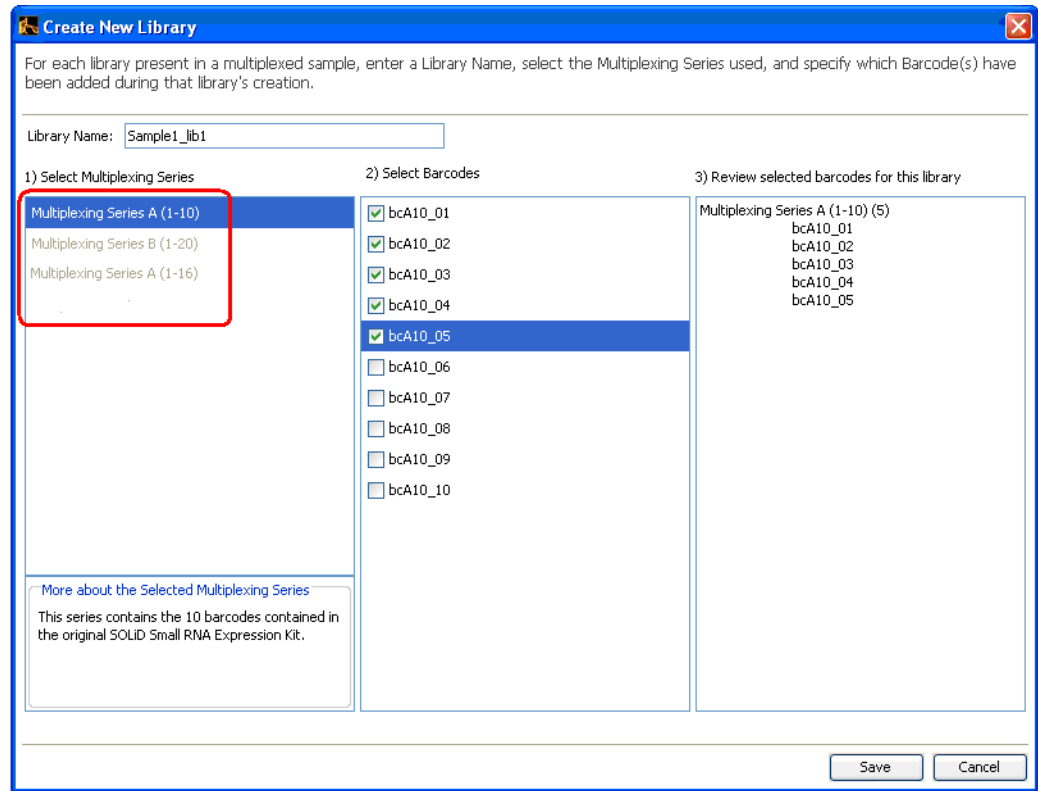 Create New Library
For each library present in a multiplexed sample, enter a Library Name, select the Multiplexing Series used, and specify which Barcode(s) have
been added during that library's creation.
Library Name: Sample1_lib1
1) Select Multiplexing Series
Multiplexing Series A (1-10)
Multiplexing Series B (1-20)
Multiplexing Series A (1-16)
More about the Selected Multiplexing Series
This series contains the 10 barcodes contained in
the original SOLiD Small RNA Expression Kit.
2) Select Barcodes
bcA10_01
bcA10_02
bcA10_03
bcA10_04
bcA10_05
bcA10_06
bcA10_07
bcA10_08
bcA10_09
bcA10_10
3) Review selected barcodes for this library
Multiplexing Series A (1-10) (5)
bcA10_01
bcA10_02
bcA10_03
bcA10_04
bcA10_05
Save
Cancel